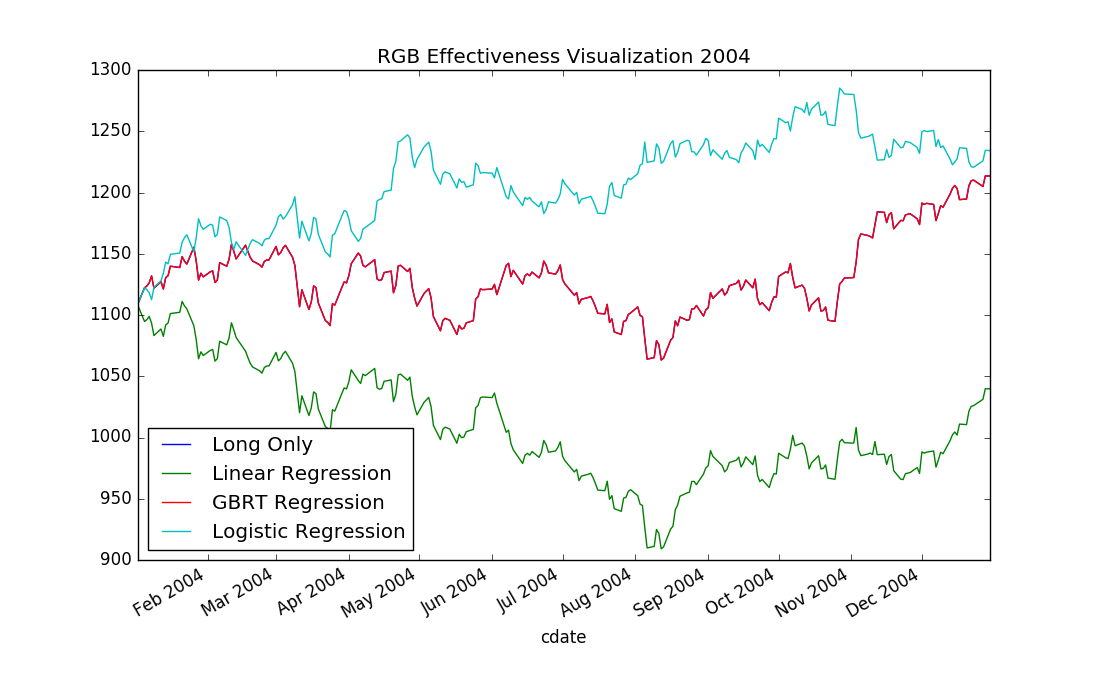 RGB Effectiveness Visualization 2004
1300
1250
1200
1150
1100
1050
1000
950
900
Long Only
Linear Regression
GBRT Regression
Logistic Regression
Feb 2004
Mar 2004
Apr 2004
May 2004
Jun 2004
Jul 2004
Aug 2004
Sep 2004
Oct 2004
Nov 2004
Dec 2004
cdate